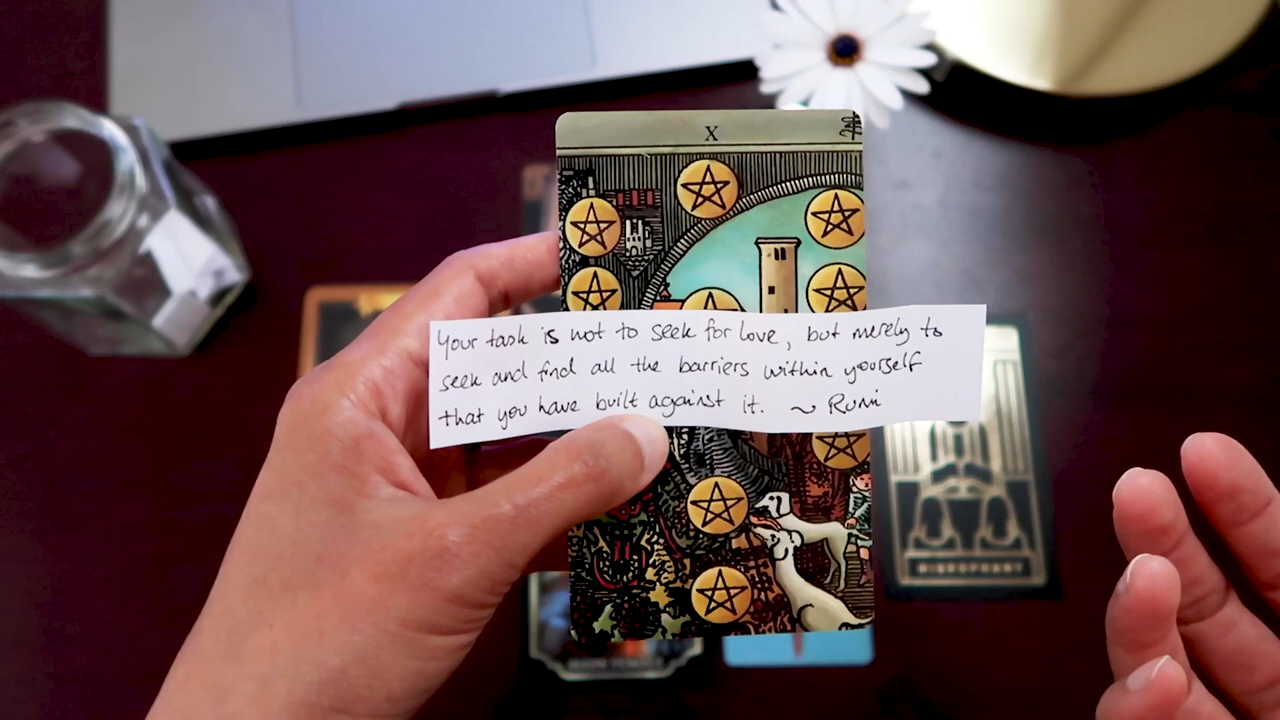 X
Your task is not to seek for love, but merely to
seek and find all the barriers within yourself
that you have built against it. ~ Rumi
HIEROPHANT